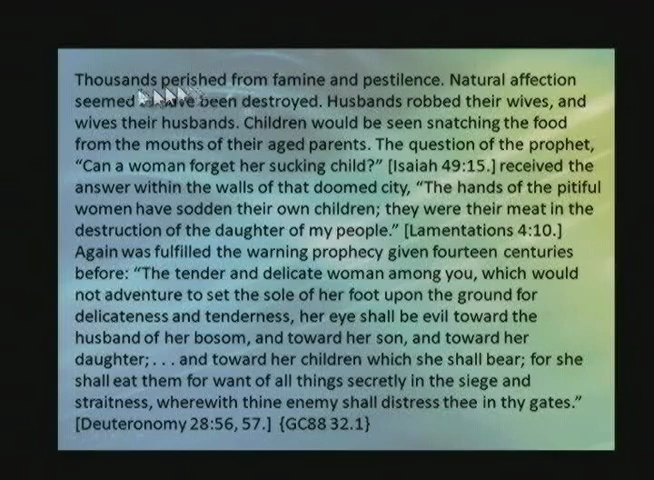 Thousands perished from famine and pestilence. Natural affection
seemed to have been destroyed. Husbands robbed their wives, and
wives their husbands. Children would be seen snatching the food
from the mouths of their aged parents. The question of the prophet,
“Can a woman forget her sucking child?” [Isaiah 49:15.] received the
answer within the walls of that doomed city, “The hands of the pitiful
women have sodden their own children; they were their meat in the
destruction of the daughter of my people.” [Lamentations 4:10.]
Again was fulfilled the warning prophecy given fourteen centuries
before: “The tender and delicate woman among you, which would
not adventure to set the sole of her foot upon the ground for
delicateness and tenderness, her eye shall be evil toward the
husband of her bosom, and toward her son, and toward her
daughter; . . . and toward her children which she shall bear; for she
shall eat them for want of all things secretly in the siege and
straitness, wherewith thine enemy shall distress thee in thy gates.”
[Deuteronomy 28:56, 57.] {GC88 32.1}